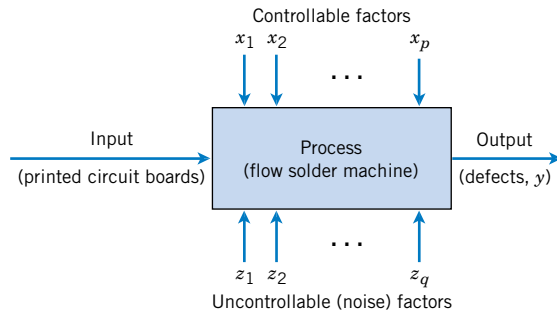 Controllable factors
x1 x2 ... xp
Input
(printed circuit boards)
Process
(flow solder machine)
Output
(defects, y)
...
z1 z2 zq
Uncontrollable (noise) factors